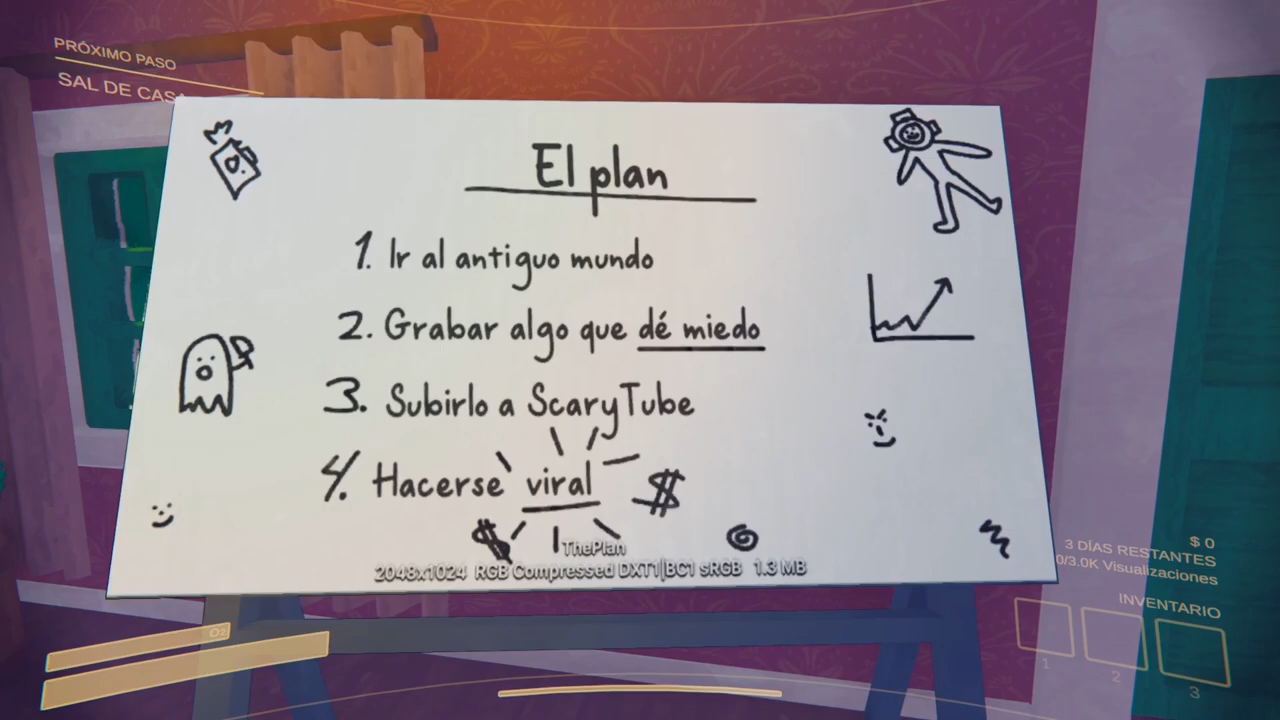 PRÓXIMO PASO
SAL DE CASA
El plan
1. Ir al antiguo mundo
2. Grabar algo que dé miedo
3. Subirlo a ScaryTube
4. Hacerse viral
$
$
ThePlan
2048x1024 RGB Compressed DXT1|BC1 sRGB 1.3 MB
$ 0
3 DÍAS RESTANTES
0/3.0K Visualizaciones
INVENTARIO
1 2 3
O2